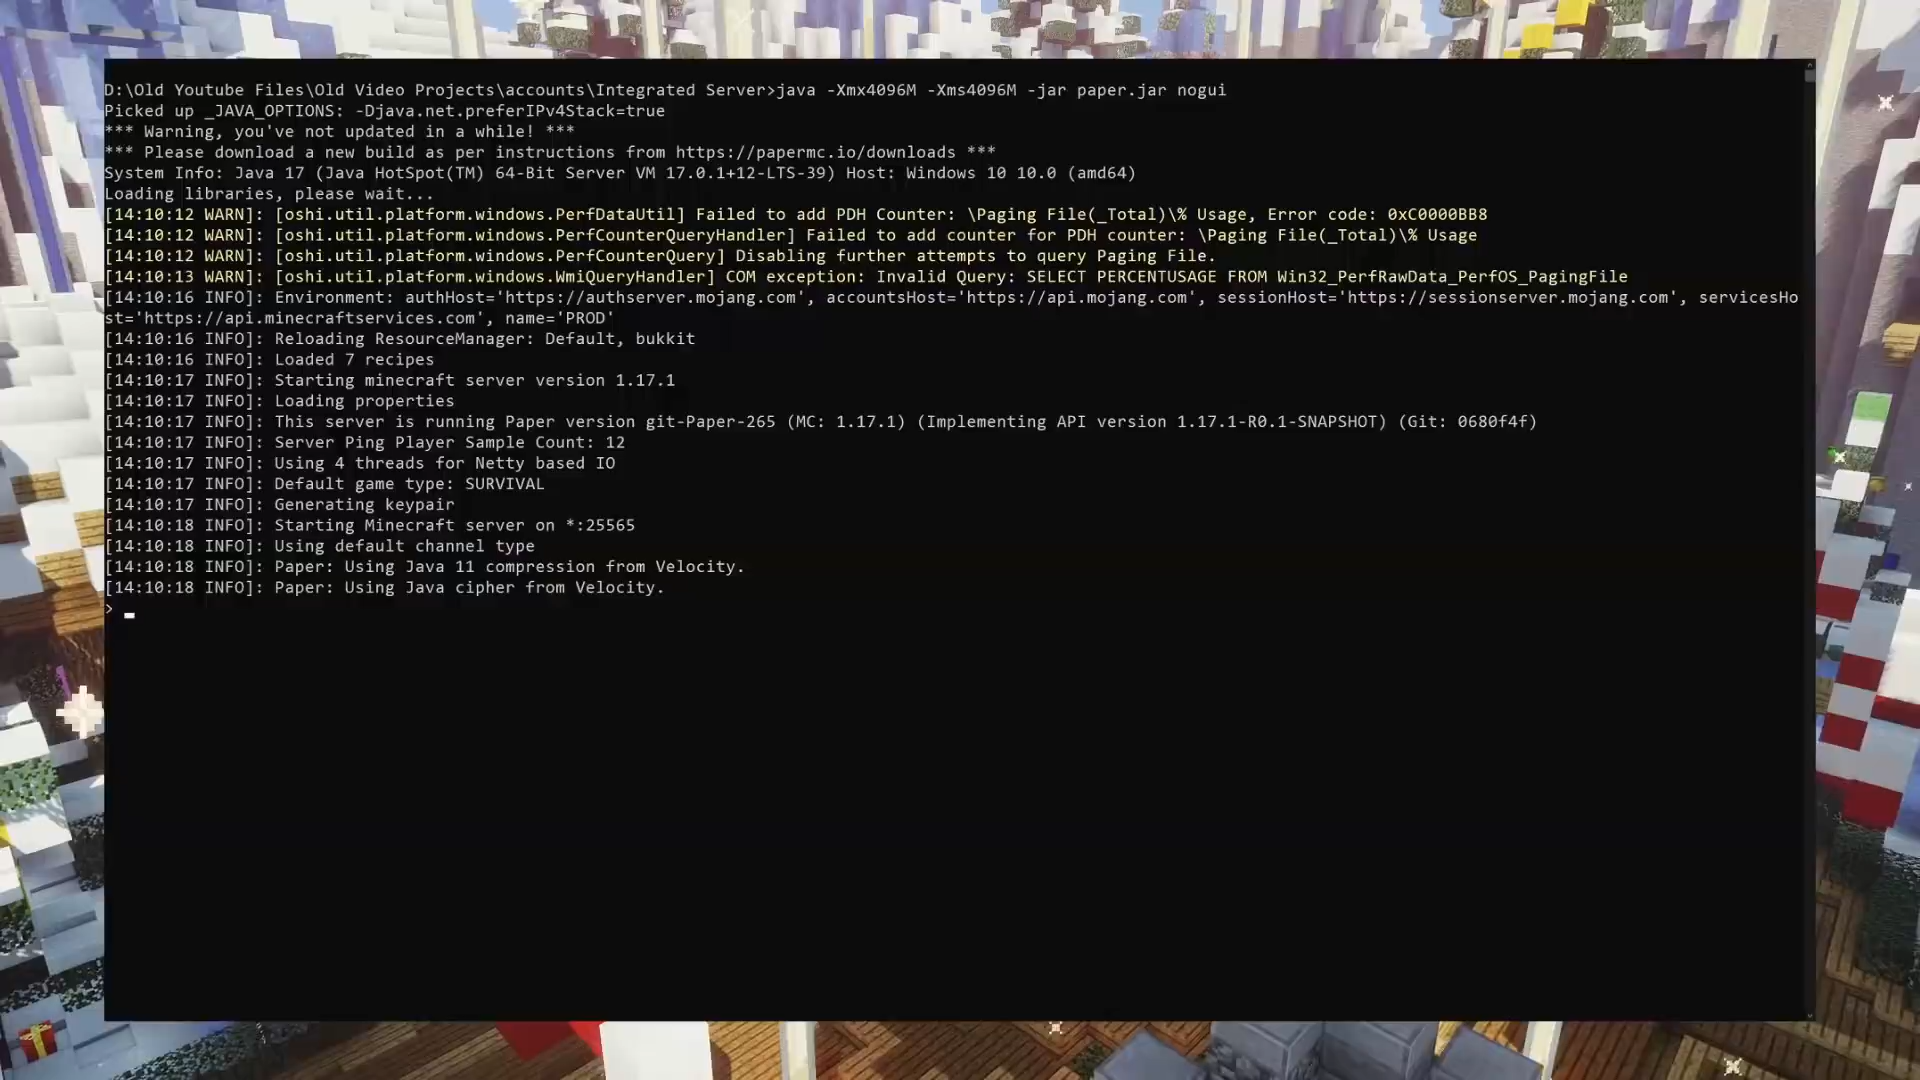 D:\Old Youtube Files\Old Video Projects\accounts\Integrated Server>java -Xmx4096M -Xms4096M -jar paper.jar nogui
Picked up _JAVA_OPTIONS: -Djava.net.preferIPv4Stack=true
*** Warning, you've not updated in a while! ***
*** Please download a new build as per instructions from https://papermc.io/downloads ***
System Info: Java 17 (Java HotSpot(TM) 64-Bit Server VM 17.0.1+12-LTS-39) Host: Windows 10 10.0 (amd64)
Loading libraries, please wait...
[14:10:12 WARN]: [oshi.util.platform.windows.PerfDataUtil] Failed to add PDH Counter: \Paging File(_Total)\% Usage, Error code: 0xC0000BB8
[14:10:12 WARN]: [oshi.util.platform.windows.PerfCounterQueryHandler] Failed to add counter for PDH counter: \Paging File(_Total)\% Usage
[14:10:12 WARN]: [oshi.util.platform.windows.PerfCounterQuery] Disabling further attempts to query Paging File.
[14:10:13 WARN]: [oshi.util.platform.windows.WmiQueryHandler] COM exception: Invalid Query: SELECT PERCENTUSAGE FROM Win32_PerfRawData_PerfOS_PagingFile
[14:10:16 INFO]: Environment: authHost='https://authserver.mojang.com', accountsHost='https://api.mojang.com', sessionHost='https://sessionserver.mojang.com', servicesHo
st='https://api.minecraftservices.com', name='PROD'
[14:10:16 INFO]: Reloading ResourceManager: Default, bukkit
[14:10:16 INFO]: Loaded 7 recipes
[14:10:17 INFO]: Starting minecraft server version 1.17.1
[14:10:17 INFO]: Loading properties
[14:10:17 INFO]: This server is running Paper version git-Paper-265 (MC: 1.17.1) (Implementing API version 1.17.1-R0.1-SNAPSHOT) (Git: 0680f4f)
[14:10:17 INFO]: Server Ping Player Sample Count: 12
[14:10:17 INFO]: Using 4 threads for Netty based IO
[14:10:17 INFO]: Default game type: SURVIVAL
[14:10:17 INFO]: Generating keypair
[14:10:18 INFO]: Starting Minecraft server on *:25565
[14:10:18 INFO]: Using default channel type
[14:10:18 INFO]: Paper: Using Java 11 compression from Velocity.
[14:10:18 INFO]: Paper: Using Java cipher from Velocity.
>